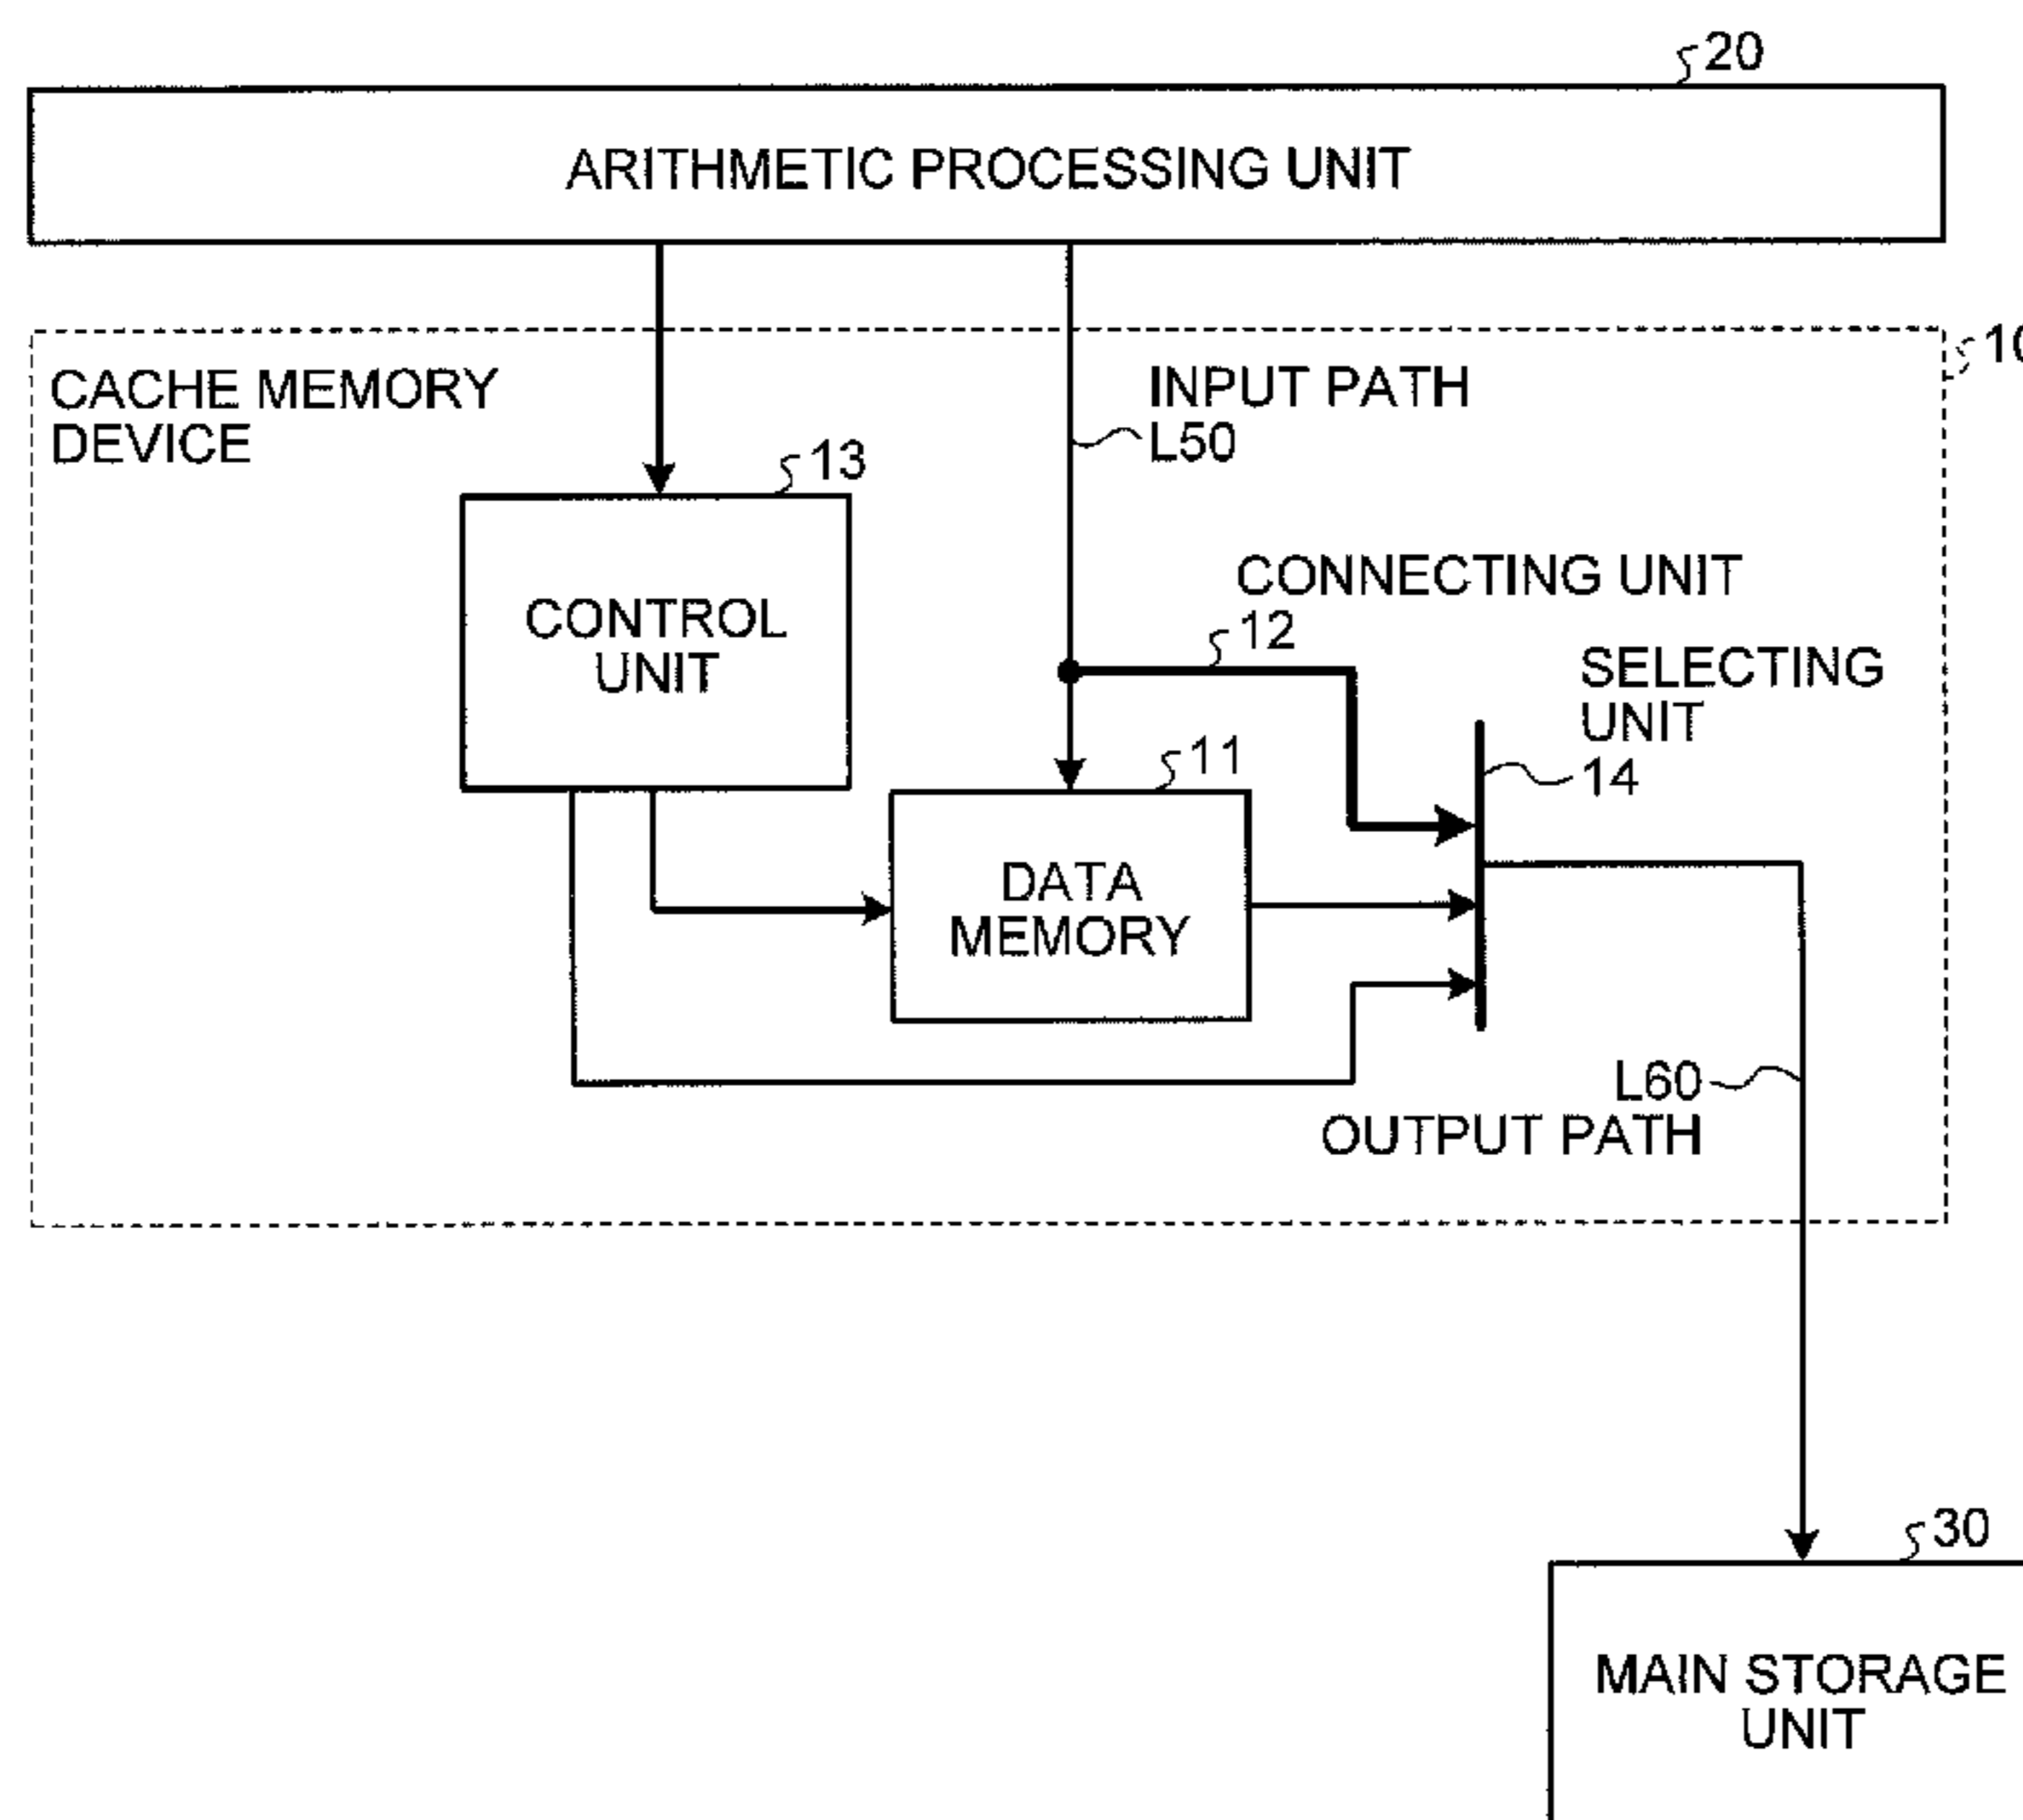 20
ARITHMETIC PROCESSING UNIT
10
CACHE MEMORY
DEVICE
INPUT PATH
L50
13
CONTROL
UNIT
CONNECTING UNIT
12
SELECTING
UNIT
14
11
DATA
MEMORY
L60
OUTPUT PATH
30
MAIN STORAGE
UNIT